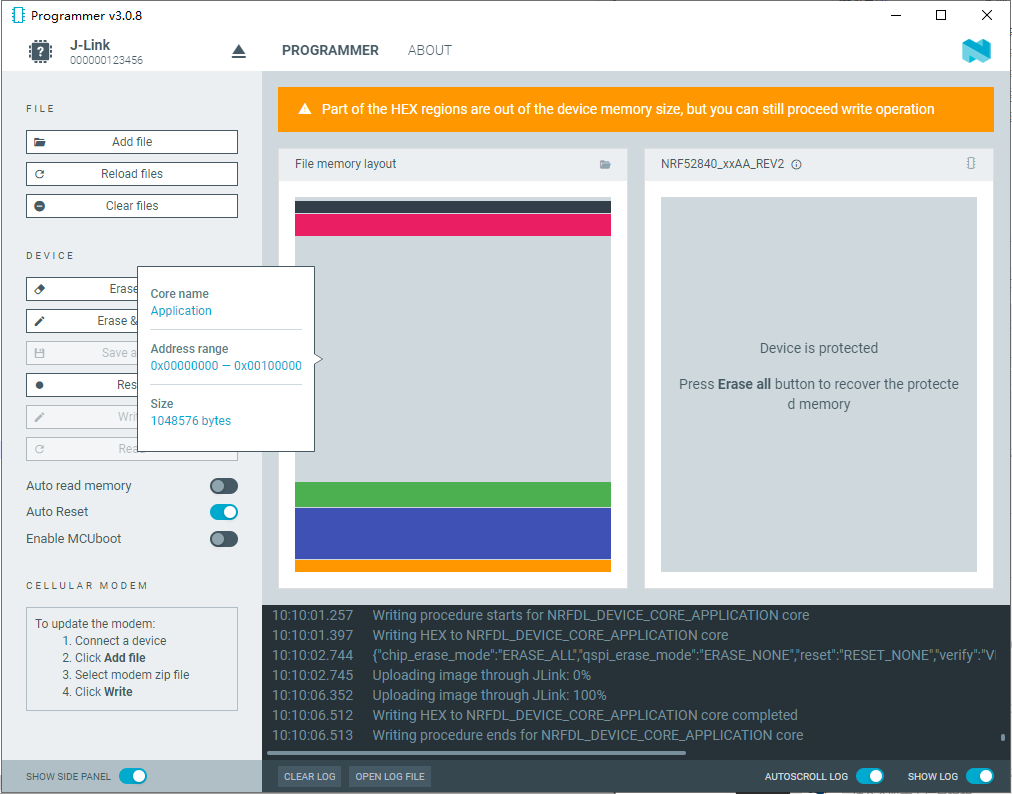 Programmer v3.0.8
J-Link
000000123456
PROGRAMMER
ABOUT
FILE
Add file
Reload files
Clear files
DEVICE
Erase
Erase &
Save a
Res
Writ
Rea
Auto read memory
Auto Reset
Enable MCUboot
CELLULAR MODEM
To update the modem:
1. Connect a device
2. Click Add file
3. Select modem zip file
4. Click Write
SHOW SIDE PANEL
Core name
Application
Address range
0x00000000 — 0x00100000
Size
1048576 bytes
Part of the HEX regions are out of the device memory size, but you can still proceed write operation
File memory layout
NRF52840_xxAA_REV2
Device is protected
Press Erase all button to recover the protecte
d memory
10:10:01.257 Writing procedure starts for NRFDL_DEVICE_CORE_APPLICATION core
10:10:01.397 Writing HEX to NRFDL_DEVICE_CORE_APPLICATION core
10:10:02.744 {"chip_erase_mode":"ERASE_ALL","qspi_erase_mode":"ERASE_NONE","reset":"RESET_NONE","verify":"VI
10:10:02.745 Uploading image through JLink: 0%
10:10:06.352 Uploading image through JLink: 100%
10:10:06.512 Writing HEX to NRFDL_DEVICE_CORE_APPLICATION core completed
10:10:06.513 Writing procedure ends for NRFDL_DEVICE_CORE_APPLICATION core
CLEAR LOG
OPEN LOG FILE
AUTOSCROLL LOG
SHOW LOG